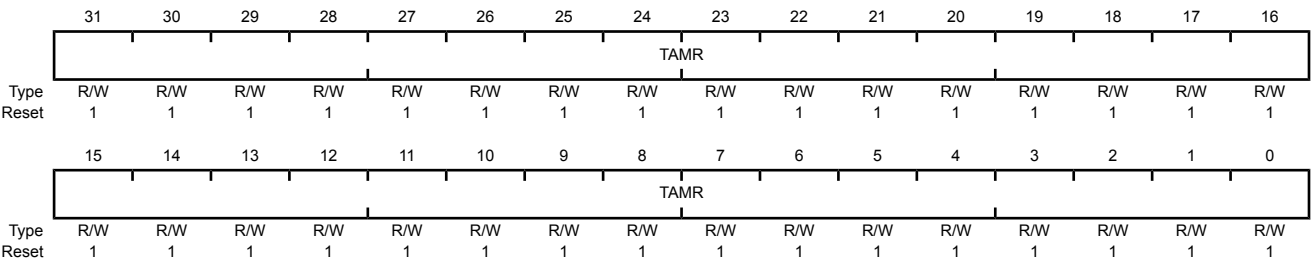 31 30 29 28 27 26 25 24 23 22 21 20 19 18 17 16
TAMR
Type R/W R/W R/W R/W R/W R/W R/W R/W R/W R/W R/W R/W R/W R/W R/W R/W
Reset 1 1 1 1 1 1 1 1 1 1 1 1 1 1 1 1
15 14 13 12 11 10 9 8 7 6 5 4 3 2 1 0
TAMR
Type R/W R/W R/W R/W R/W R/W R/W R/W R/W R/W R/W R/W R/W R/W R/W R/W
Reset 1 1 1 1 1 1 1 1 1 1 1 1 1 1 1 1